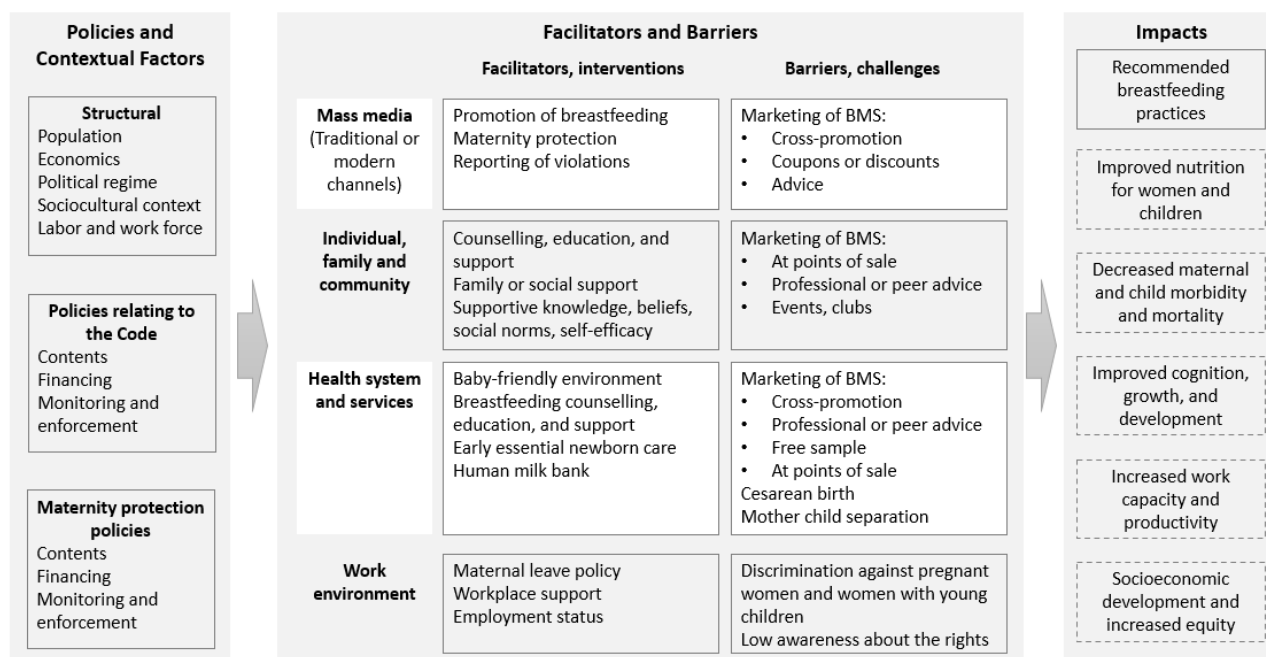 Policies and
Contextual Factors
Structural
Population
Economics
Political regime
Sociocultural context
Labor and work force
Policies relating to
the Code
Contents
Financing
Monitoring and
enforcement
Maternity protection
policies
Contents
Financing
Monitoring and
enforcement
Facilitators and Barriers
Facilitators, interventions
Barriers, challenges
Mass media
(Traditional or
modern
channels)
Promotion of breastfeeding
Maternity protection
Reporting of violations
Marketing of BMS:
• Cross-promotion
• Coupons or discounts
• Advice
Individual,
family and
community
Counselling, education, and
support
Family or social support
Supportive knowledge, beliefs,
social norms, self-efficacy
Marketing of BMS:
• At points of sale
• Professional or peer advice
• Events, clubs
Health system
and services
Baby-friendly environment
Breastfeeding counselling,
education, and support
Early essential newborn care
Human milk bank
Marketing of BMS:
• Cross-promotion
• Professional or peer advice
• Free sample
• At points of sale
Cesarean birth
Mother child separation
Work
environment
Maternal leave policy
Workplace support
Employment status
Discrimination against pregnant
women and women with young
children
Low awareness about the rights
Impacts
Recommended
breastfeeding
practices
Improved nutrition
for women and
children
Decreased maternal
and child morbidity
and mortality
Improved cognition,
growth, and
development
Increased work
capacity and
productivity
Socioeconomic
development and
increased equity